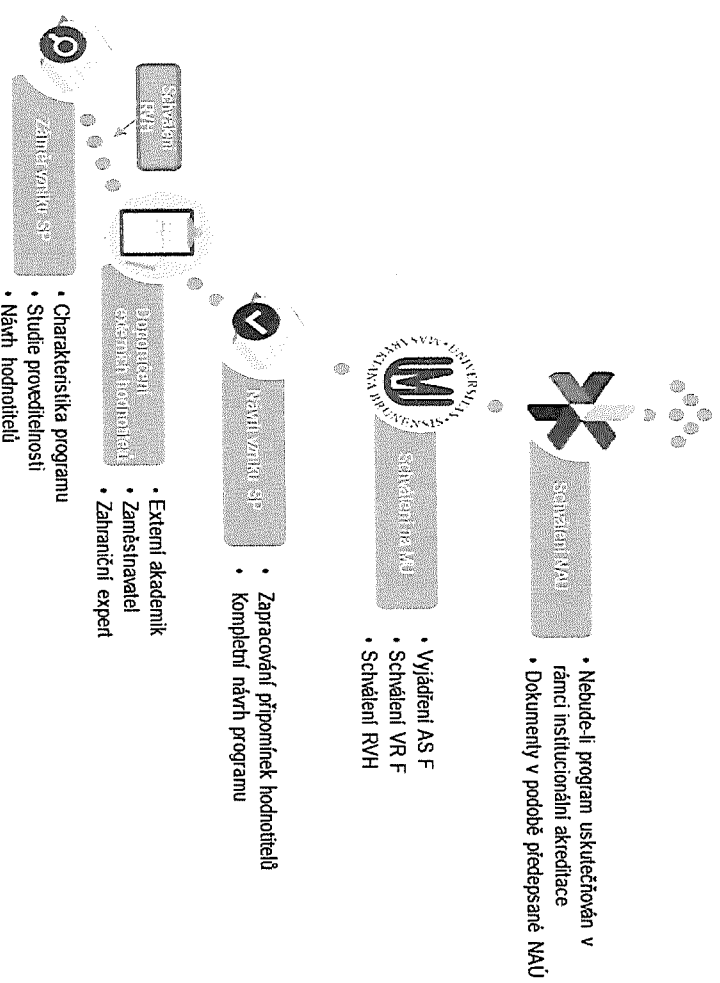 Schválení NAÚ
• Nebude-li program uskutečňován v
rámci institucionální akreditace
• Dokumenty v podobě předepsané NAÚ
UNIVERSITAS MASARYKIANA BRUNENSIS
Schválení na MU
• Vyjádření AS F
• Schválení VR F
• Schválení RVH
Návrh vzniku SP
• Zapracování připomínek hodnotitelů
• Kompletní návrh programu
Schválení
RVH
externích hodnotitelů
• Externí akademik
• Zaměstnavatel
• Zahraniční expert
Záměr vzniku SP
• Charakteristika programu
• Studie proveditelnosti
• Návrh hodnotitelů